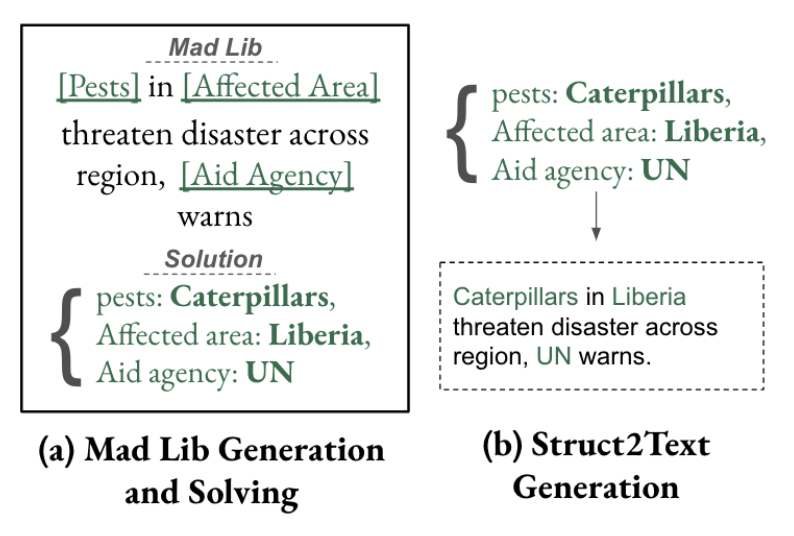 Mad Lib
[Pests] in [Affected Area]
threaten disaster across
region, [Aid Agency]
warns
Solution
{ pests: Caterpillars,
Affected area: Liberia,
Aid agency: UN
(a) Mad Lib Generation
and Solving
{ pests: Caterpillars,
Affected area: Liberia,
Aid agency: UN
Caterpillars in Liberia
threaten disaster across
region, UN warns.
(b) Struct2Text
Generation